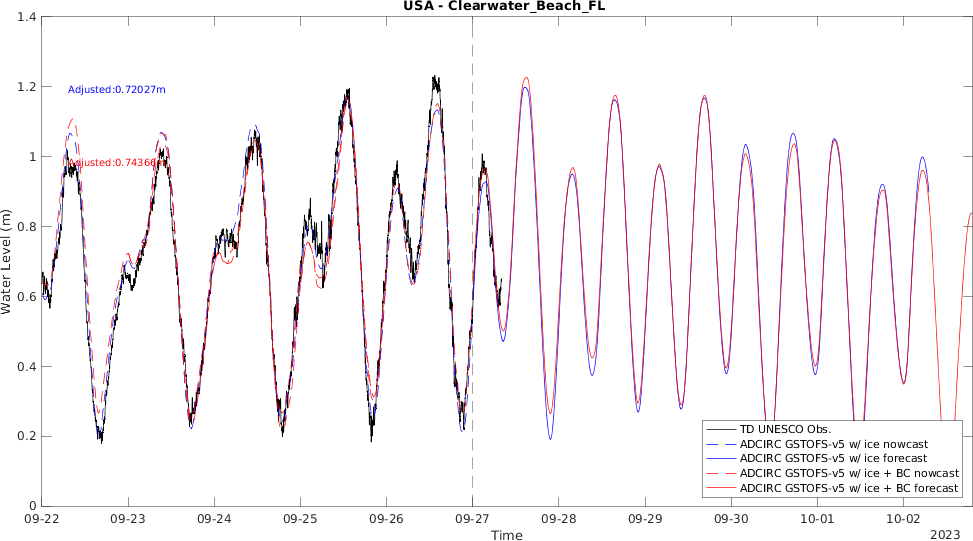 USA - Clearwater_Beach_FL
1.4
1.2
1
0.8
0.6
0.4
0.2
0
Water Level (m)
Adjusted:0.72027m
Adjusted:0.74366m
TD UNESCO Obs.
ADCIRC GSTOFS-v5 w/ ice nowcast
ADCIRC GSTOFS-v5 w/ ice forecast
ADCIRC GSTOFS-v5 w/ ice + BC nowcast
ADCIRC GSTOFS-v5 w/ ice + BC forecast
09-22 09-23 09-24 09-25 09-26 09-27 09-28 09-29 09-30 10-01 10-02
Time
2023